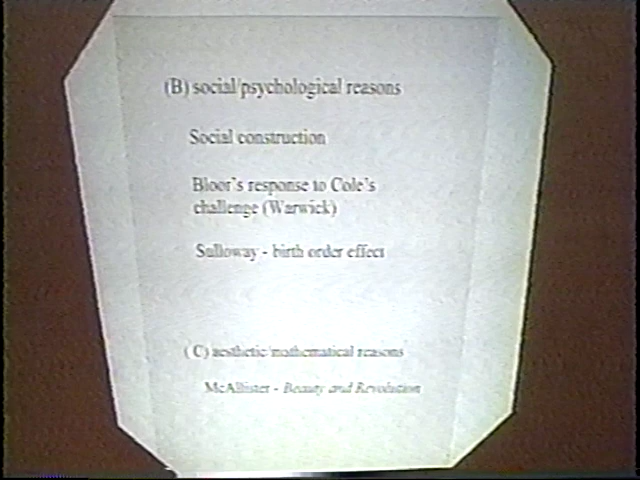 (B) social/psychological reasons
Social construction
Bloor's response to Cole's
challenge (Warwick)
Sulloway - birth order effect
( C) aesthetic/mathematical reasons
McAllister - Beauty and Revolution